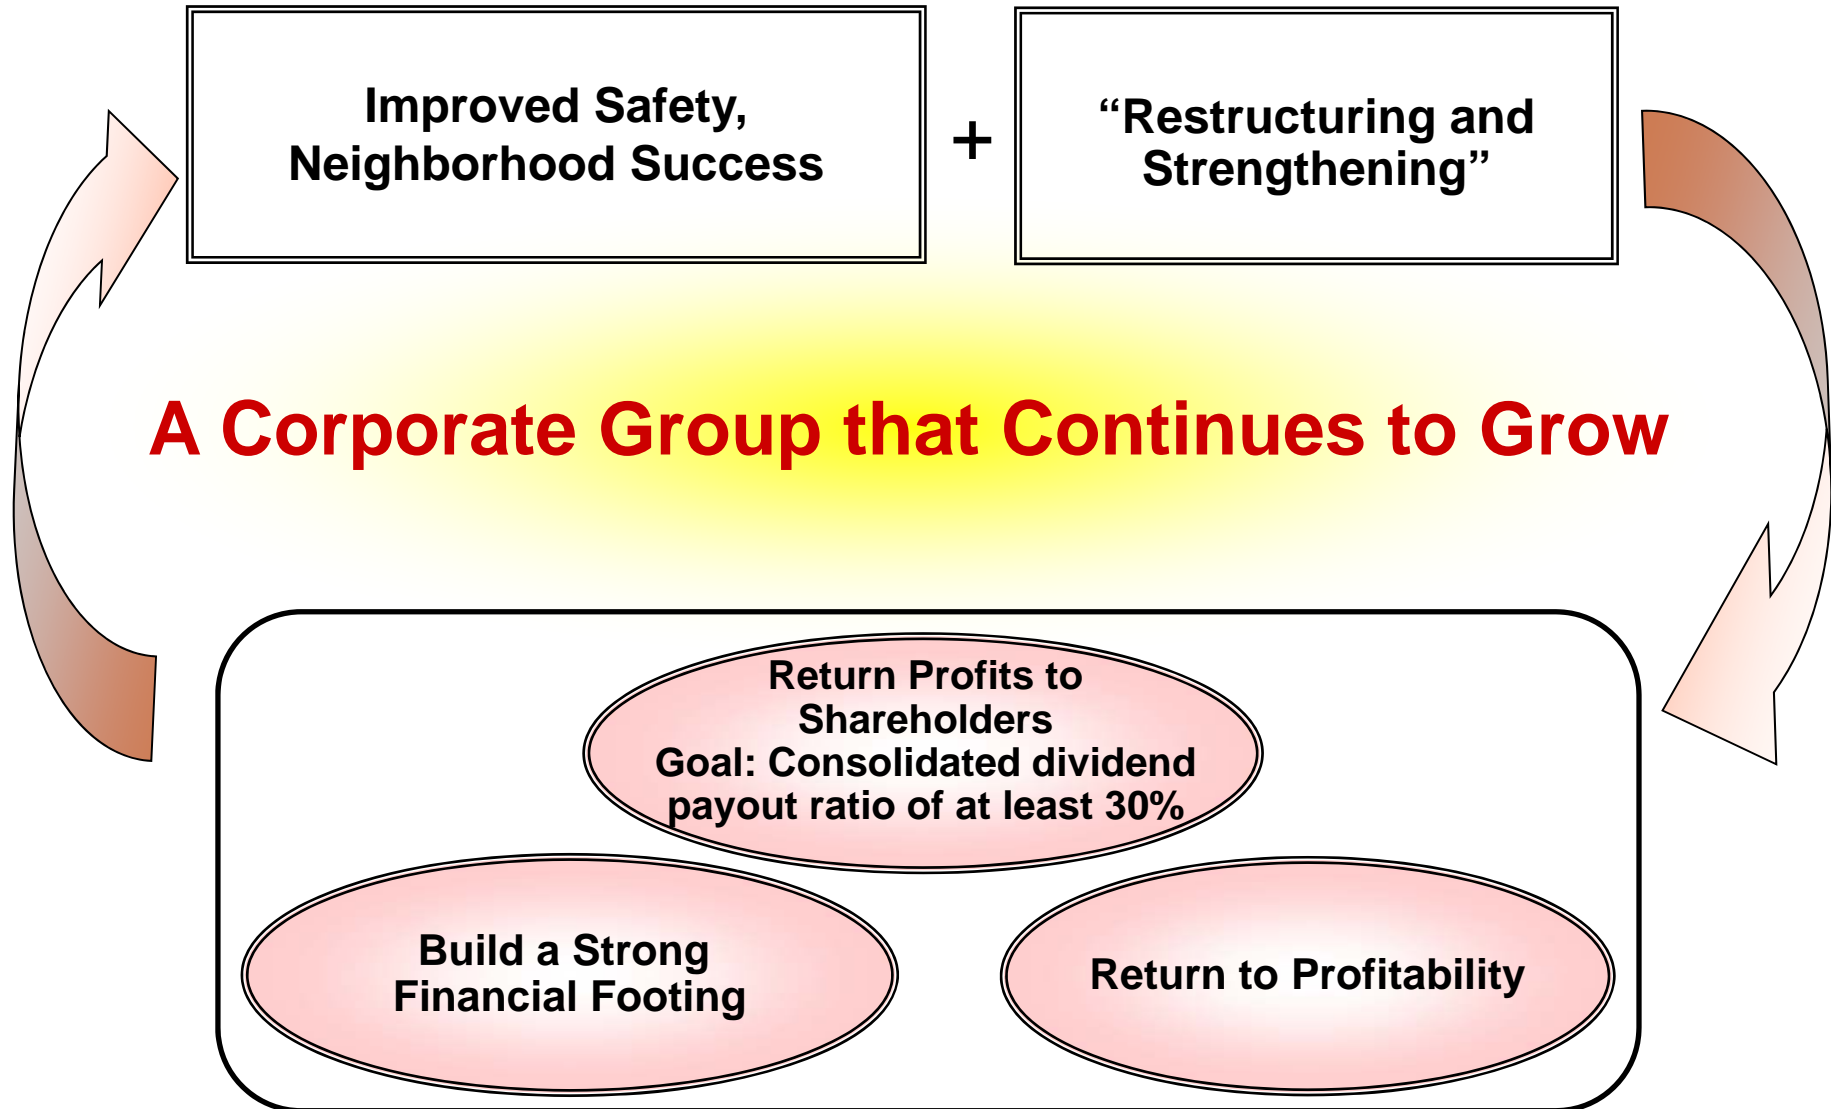 Improved Safety,
Neighborhood Success
+
“Restructuring and
Strengthening”
A Corporate Group that Continues to Grow
Return Profits to
Shareholders
Goal: Consolidated dividend
payout ratio of at least 30%
Build a Strong
Financial Footing
Return to Profitability